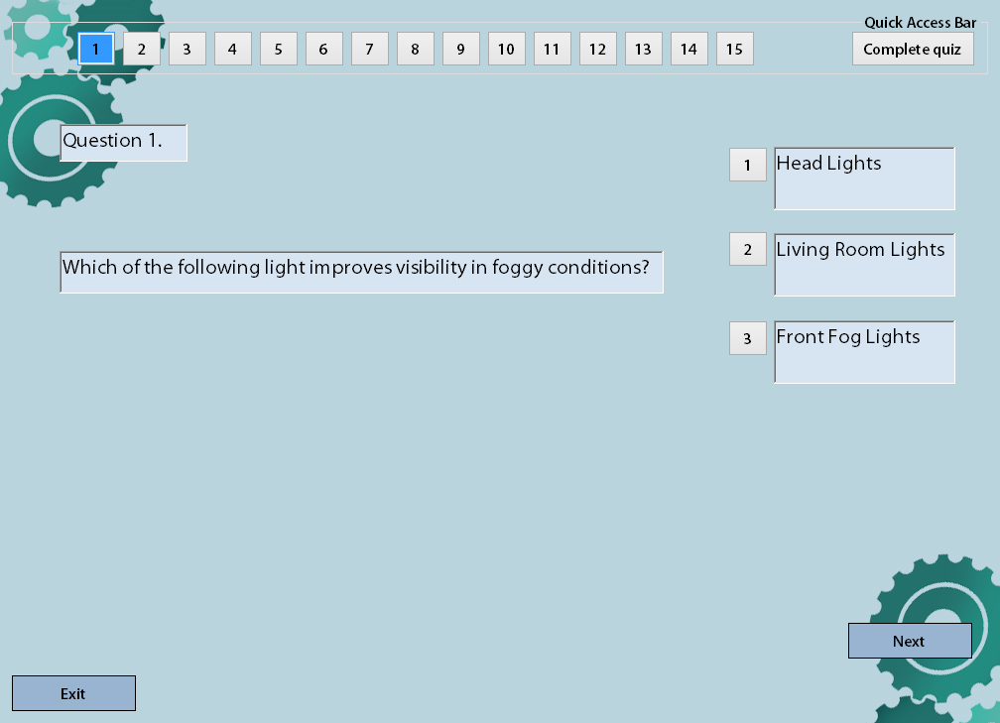 Quick Access Bar
1 2 3 4 5 6 7 8 9 10 11 12 13 14 15 Complete quiz
Question 1.
Which of the following light improves visibility in foggy conditions?
1 Head Lights
2 Living Room Lights
3 Front Fog Lights
Next
Exit